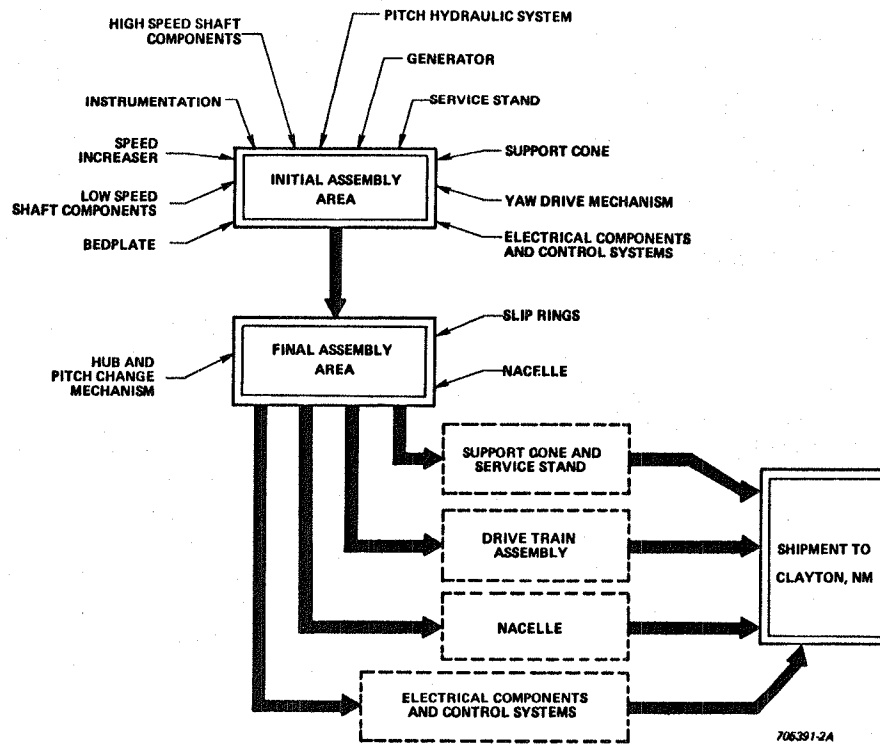 PITCH HYDRAULIC SYSTEM
HIGH SPEED SHAFT
COMPONENTS
GENERATOR
INSTRUMENTATION
SERVICE STAND
SPEED
INCREASER
SUPPORT CONE
INITIAL ASSEMBLY
AREA
LOW SPEED
SHAFT COMPONENTS
YAW DRIVE MECHANISM
BEDPLATE
ELECTRICAL COMPONENTS
AND CONTROL SYSTEMS
SLIP RINGS
FINAL ASSEMBLY
AREA
HUB AND
PITCH CHANGE
MECHANISM
NACELLE
SUPPORT CONE AND
SERVICE STAND
DRIVE TRAIN
ASSEMBLY
SHIPMENT TO
CLAYTON, NM
NACELLE
ELECTRICAL COMPONENTS
AND CONTROL SYSTEMS
706391-2A